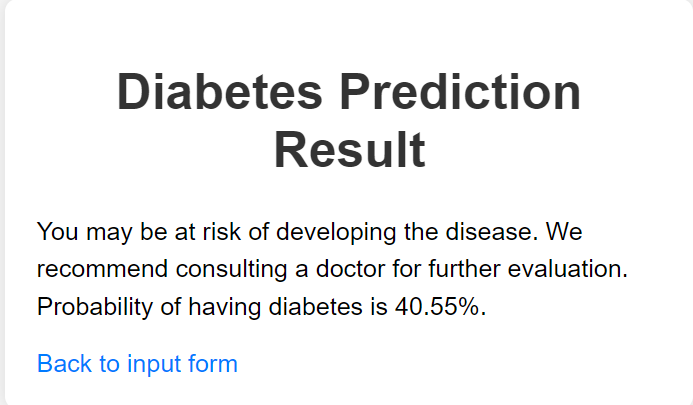 Diabetes Prediction
Result
You may be at risk of developing the disease. We
recommend consulting a doctor for further evaluation.
Probability of having diabetes is 40.55%.
Back to input form